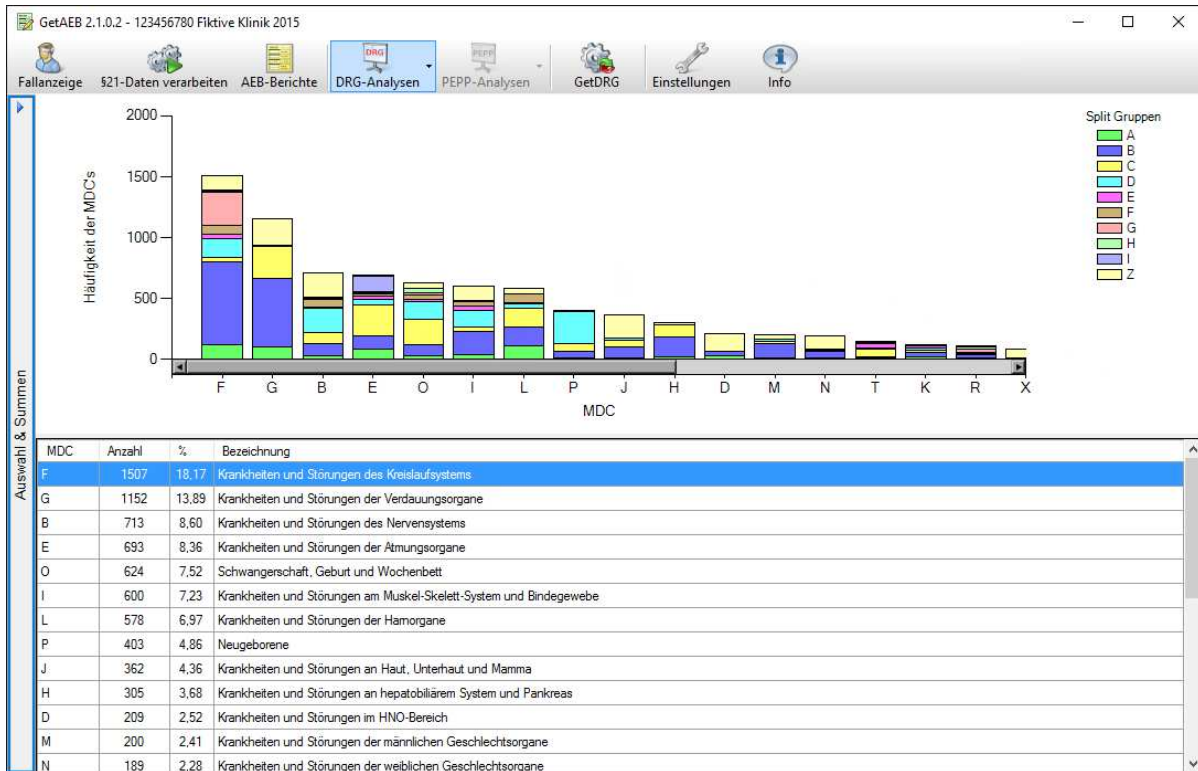 GetAEB 2.1.0.2 - 123456780 Fiktive Klinik 2015
Fallanzeige §21-Daten verarbeiten AEB-Berichte DRG-Analysen PEPP-Analysen GetDRG Einstellungen Info
DRG PEPP
Auswahl & Summen
Häufigkeit der MDC's
2000
1500
1000
500
0
F G B E O I L P J H D M N T K R X
MDC
Split Gruppen
A
B
C
D
E
F
G
H
I
Z
MDC Anzahl % Bezeichnung
F 1507 18,17 Krankheiten und Störungen des Kreislaufsystems
G 1152 13,89 Krankheiten und Störungen der Verdauungsorgane
B 713 8,60 Krankheiten und Störungen des Nervensystems
E 693 8,36 Krankheiten und Störungen der Atmungsorgane
O 624 7,52 Schwangerschaft, Geburt und Wochenbett
I 600 7,23 Krankheiten und Störungen am Muskel-Skelett-System und Bindegewebe
L 578 6,97 Krankheiten und Störungen der Harnorgane
P 403 4,86 Neugeborene
J 362 4,36 Krankheiten und Störungen an Haut, Unterhaut und Mamma
H 305 3,68 Krankheiten und Störungen an hepatobiliärem System und Pankreas
D 209 2,52 Krankheiten und Störungen im HNO-Bereich
M 200 2,41 Krankheiten und Störungen der männlichen Geschlechtsorgane
N 189 2,28 Krankheiten und Störungen der weiblichen Geschlechtsorgane